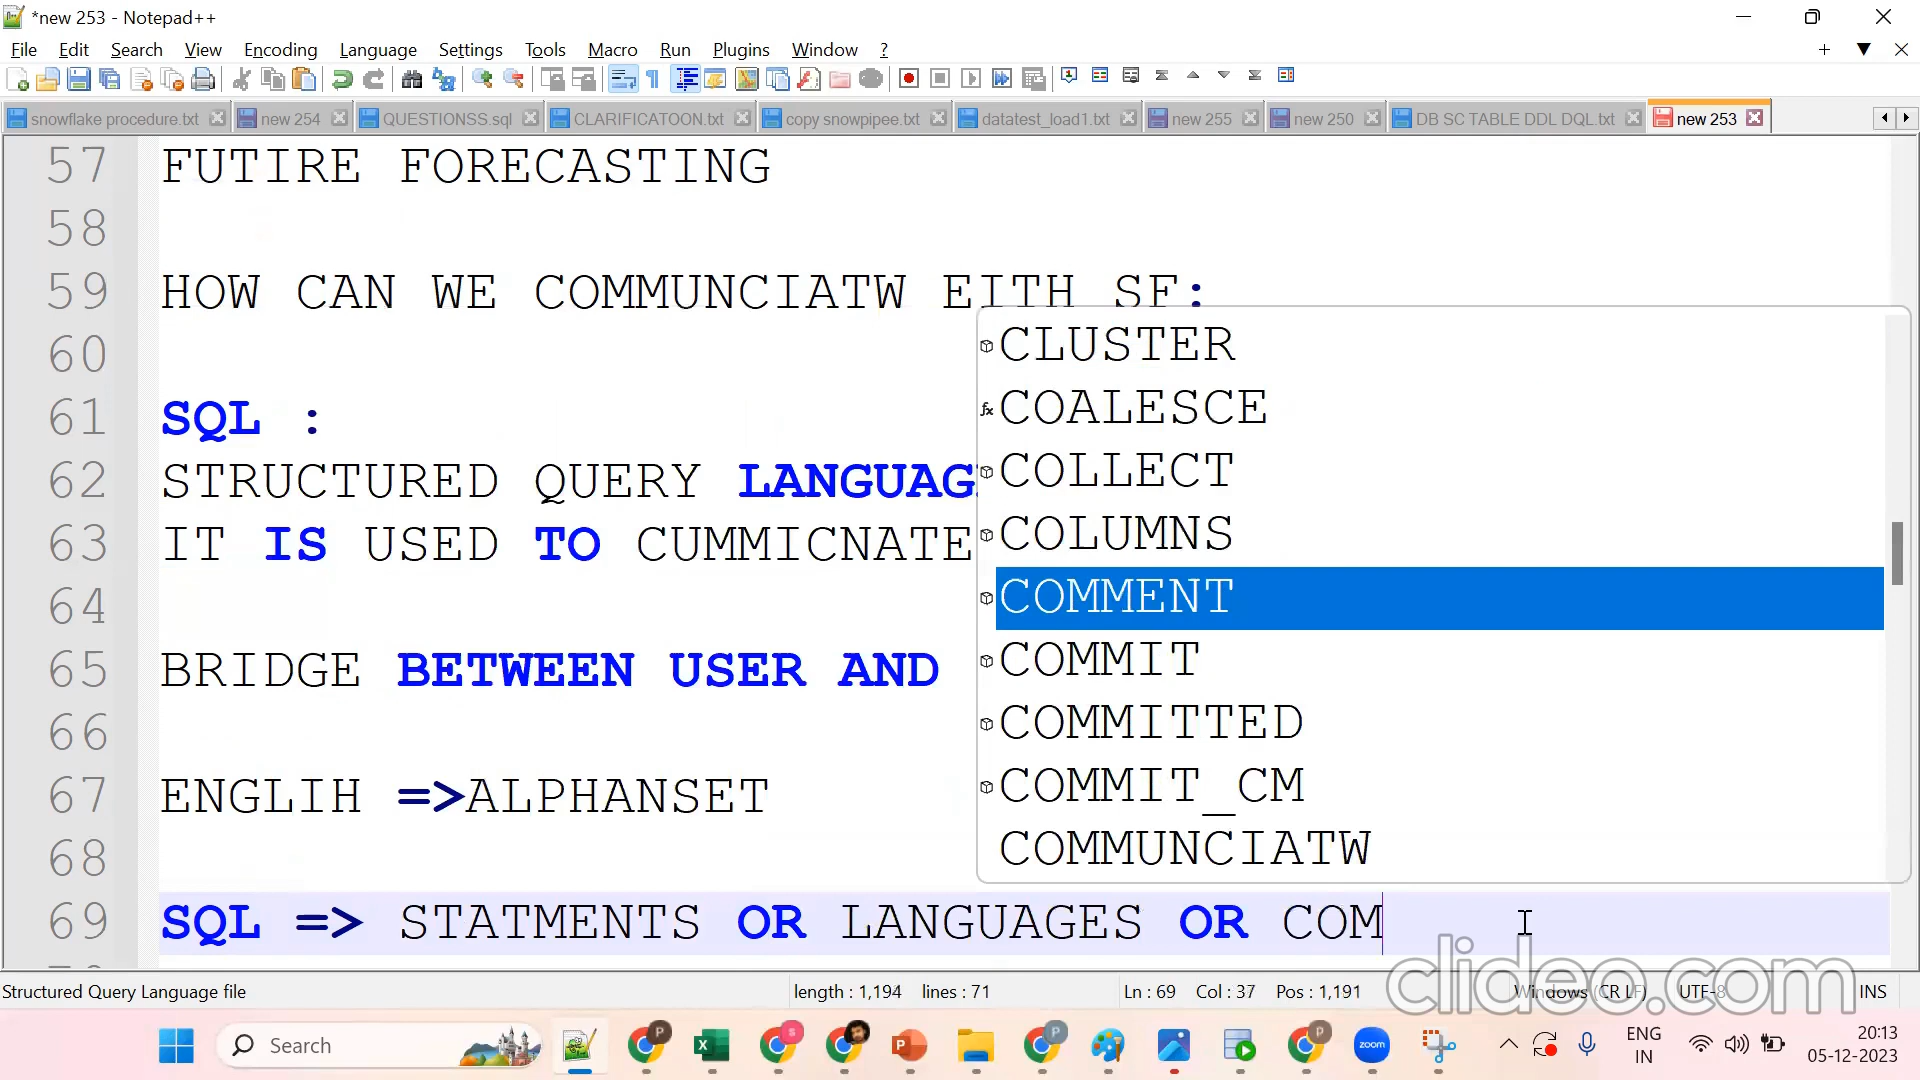 *new 253 - Notepad++
File Edit Search View Encoding Language Settings Tools Macro Run Plugins Window ?
snowflake procedure.txt new 254 QUESTIONSS.sql CLARIFICATOON.txt copy snowpipee.txt datatest_load1.txt new 255 new 250 DB SC TABLE DDL DQL.txt new 253
57 FUTIRE FORECASTING
58
59 HOW CAN WE COMMUNCIATW EITH SF:
60
61 SQL :
62 STRUCTURED QUERY LANGUAG
63 IT IS USED TO CUMMICNATE
64
65 BRIDGE BETWEEN USER AND
66
67 ENGLIH =>ALPHANSET
68
69 SQL => STATMENTS OR LANGUAGES OR COM
CLUSTER
COALESCE
COLLECT
COLUMNS
COMMENT
COMMIT
COMMITTED
COMMIT_CM
COMMUNCIATW
clideo.com
Structured Query Language file length : 1,194 lines : 71 Ln : 69 Col : 37 Pos : 1,191 Windows (CR LF) UTF-8 INS
Search
zoom
ENG
IN
20:13
05-12-2023